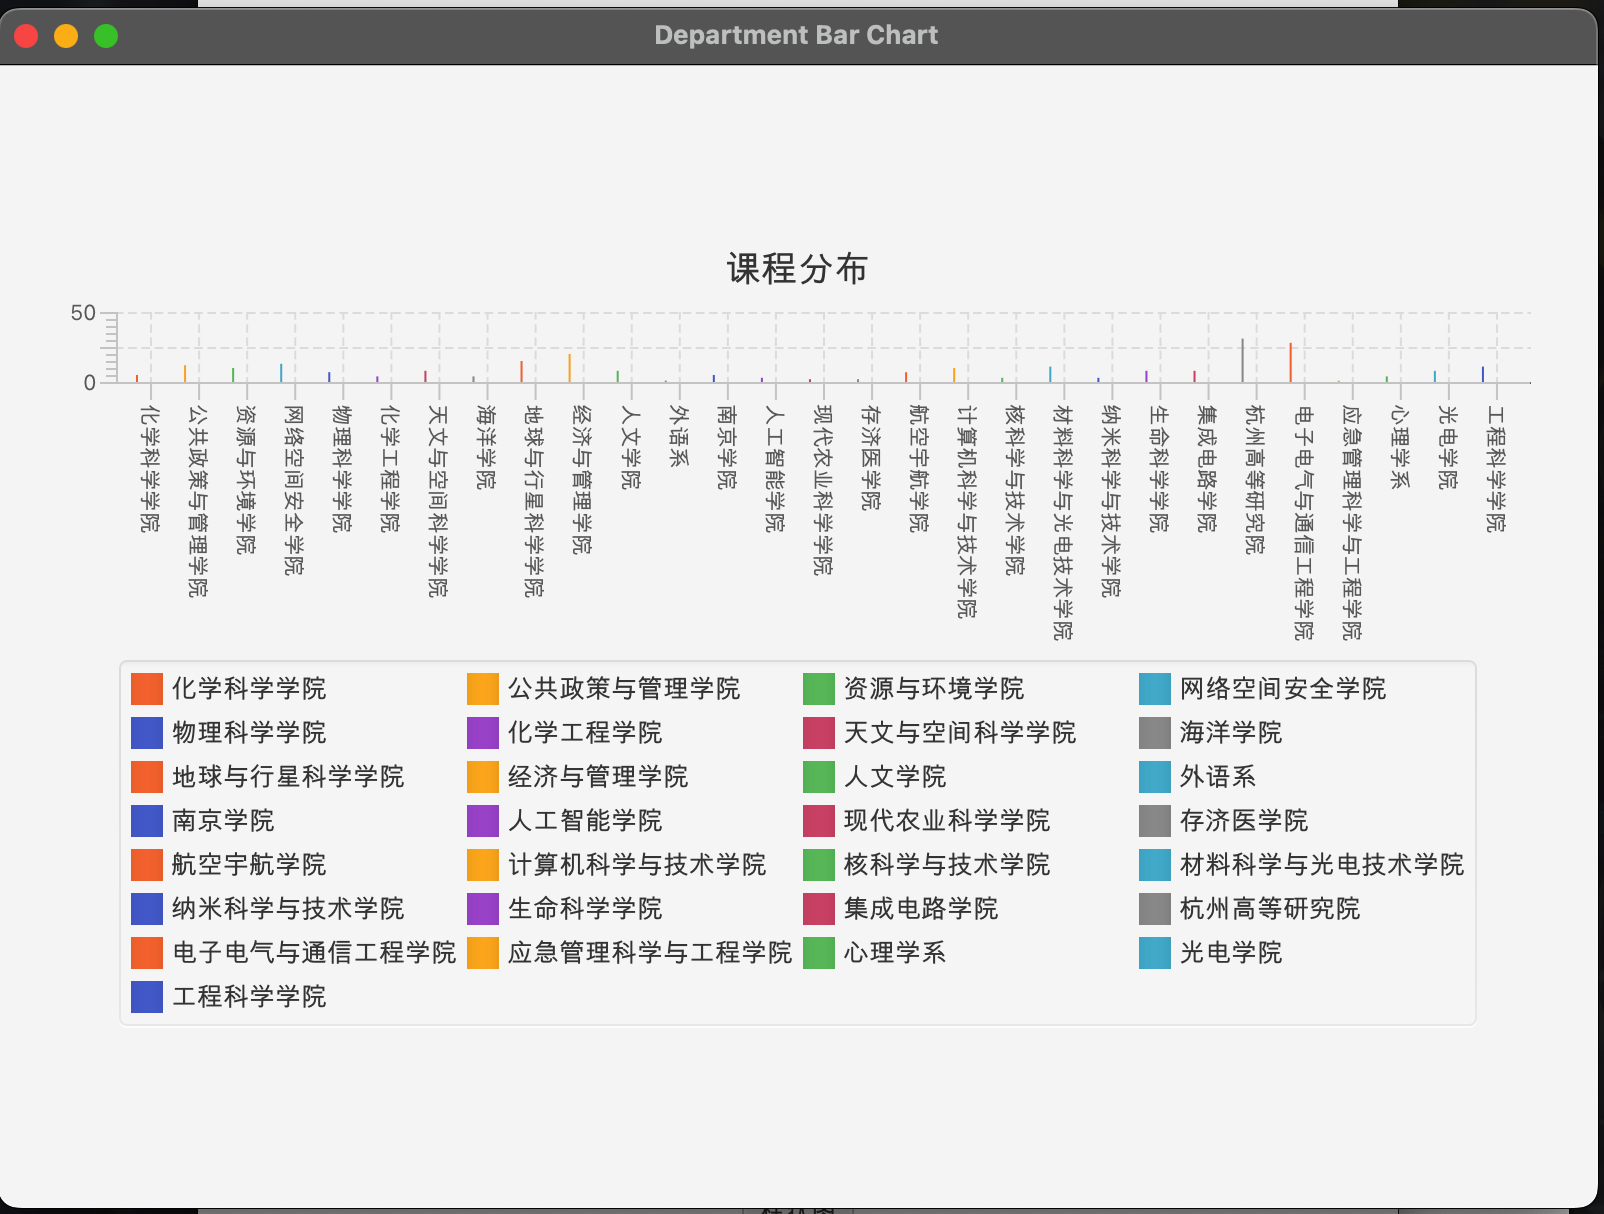 Department Bar Chart
课程分布
50
0
化学科学学院
公共政策与管理学院
资源与环境学院
网络空间安全学院
物理科学学院
化学工程学院
天文与空间科学学院
海洋学院
地球与行星科学学院
经济与管理学院
人文学院
外语系
南京学院
人工智能学院
现代农业科学学院
存济医学院
航空宇航学院
计算机科学与技术学院
核科学与技术学院
材料科学与光电技术学院
纳米科学与技术学院
生命科学学院
集成电路学院
杭州高等研究院
电子电气与通信工程学院
应急管理科学与工程学院
心理学系
光电学院
工程科学学院
化学科学学院 公共政策与管理学院 资源与环境学院 网络空间安全学院
物理科学学院 化学工程学院 天文与空间科学学院 海洋学院
地球与行星科学学院 经济与管理学院 人文学院 外语系
南京学院 人工智能学院 现代农业科学学院 存济医学院
航空宇航学院 计算机科学与技术学院 核科学与技术学院 材料科学与光电技术学院
纳米科学与技术学院 生命科学学院 集成电路学院 杭州高等研究院
电子电气与通信工程学院 应急管理科学与工程学院 心理学系 光电学院
工程科学学院